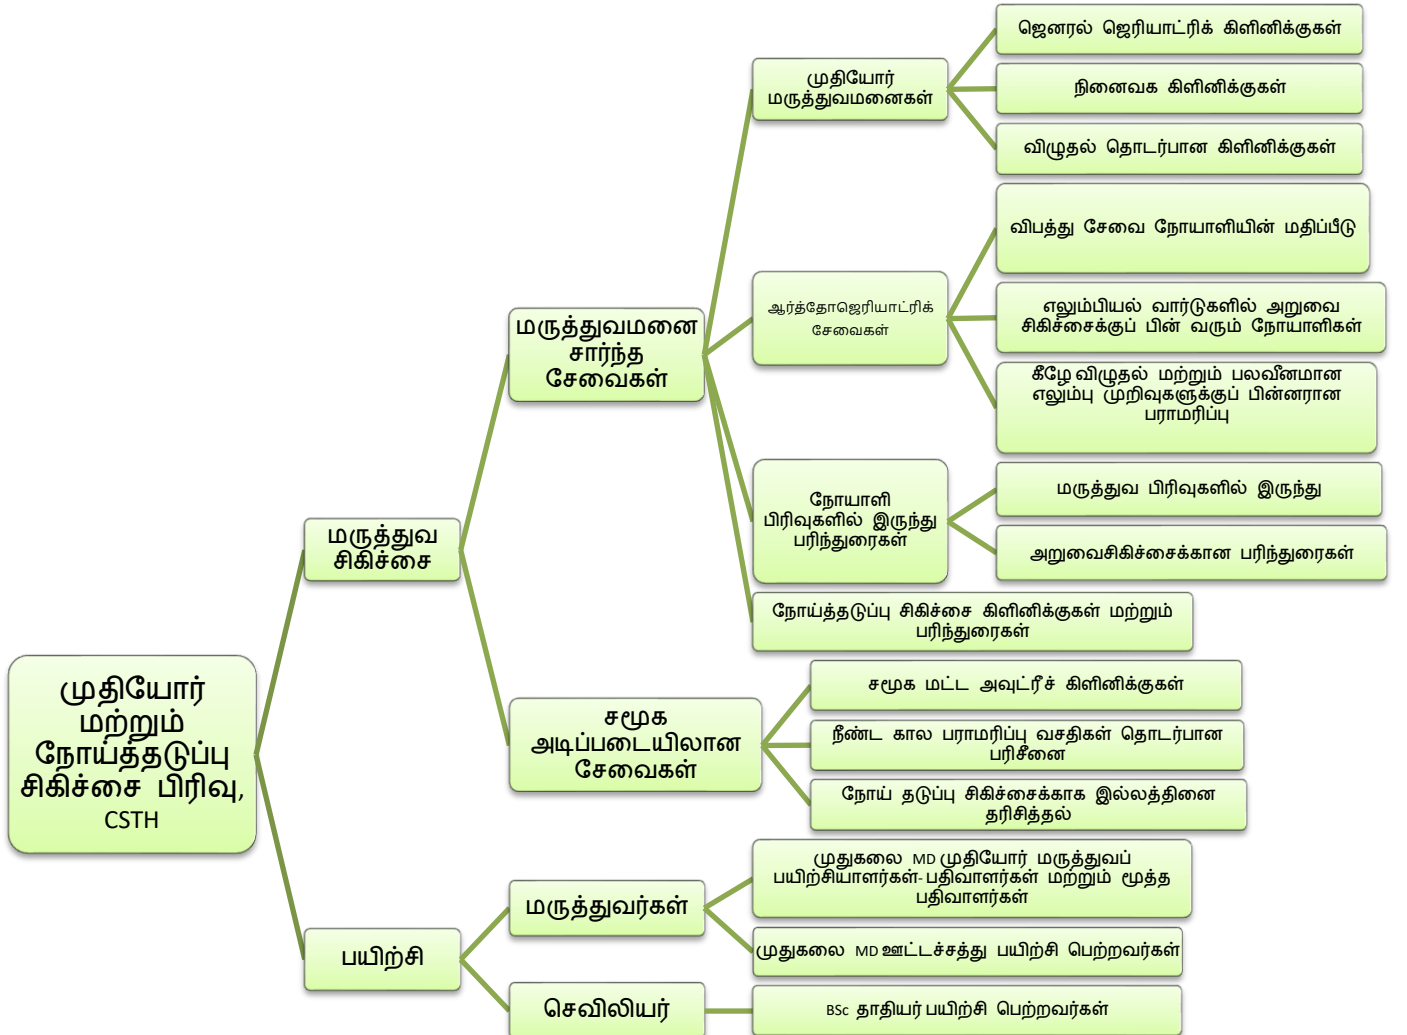 முதியோர்
மற்றும்
நோய்த்தடுப்பு
சிகிச்சை பிரிவு,
CSTH
மருத்துவ
சிகிச்சை
மருத்துவமனை
சார்ந்த
சேவைகள்
முதியோர்
மருத்துவமனைகள்
ஜெனரல் ஜெரியாட்ரிக் கிளினிக்குகள்
நினைவக கிளினிக்குகள்
விழுதல் தொடர்பான கிளினிக்குகள்
ஆர்த்தோஜெரியாட்ரிக்
சேவைகள்
விபத்து சேவை நோயாளியின் மதிப்பீடு
எலும்பியல் வார்டுகளில் அறுவை
சிகிச்சைக்குப் பின் வரும் நோயாளிகள்
கீழே விழுதல் மற்றும் பலவீனமான
எலும்பு முறிவுகளுக்குப் பின்னரான
பராமரிப்பு
நோயாளி
பிரிவுகளில் இருந்து
பரிந்துரைகள்
மருத்துவ பிரிவுகளில் இருந்து
அறுவைசிகிச்சைக்கான பரிந்துரைகள்
நோய்த்தடுப்பு சிகிச்சை கிளினிக்குகள் மற்றும்
பரிந்துரைகள்
சமூக
அடிப்படையிலான
சேவைகள்
சமூக மட்ட அவுட்ரீச் கிளினிக்குகள்
நீண்ட கால பராமரிப்பு வசதிகள் தொடர்பான
பரிசீனை
நோய் தடுப்பு சிகிச்சைக்காக இல்லத்தினை
தரிசித்தல்
பயிற்சி
மருத்துவர்கள்
முதுகலை MD முதியோர் மருத்துவப்
பயிற்சியாளர்கள்-பதிவாளர்கள் மற்றும் மூத்த
பதிவாளர்கள்
முதுகலை MD ஊட்டச்சத்து பயிற்சி பெற்றவர்கள்
செவிலியர்
BSc தாதியர் பயிற்சி பெற்றவர்கள்